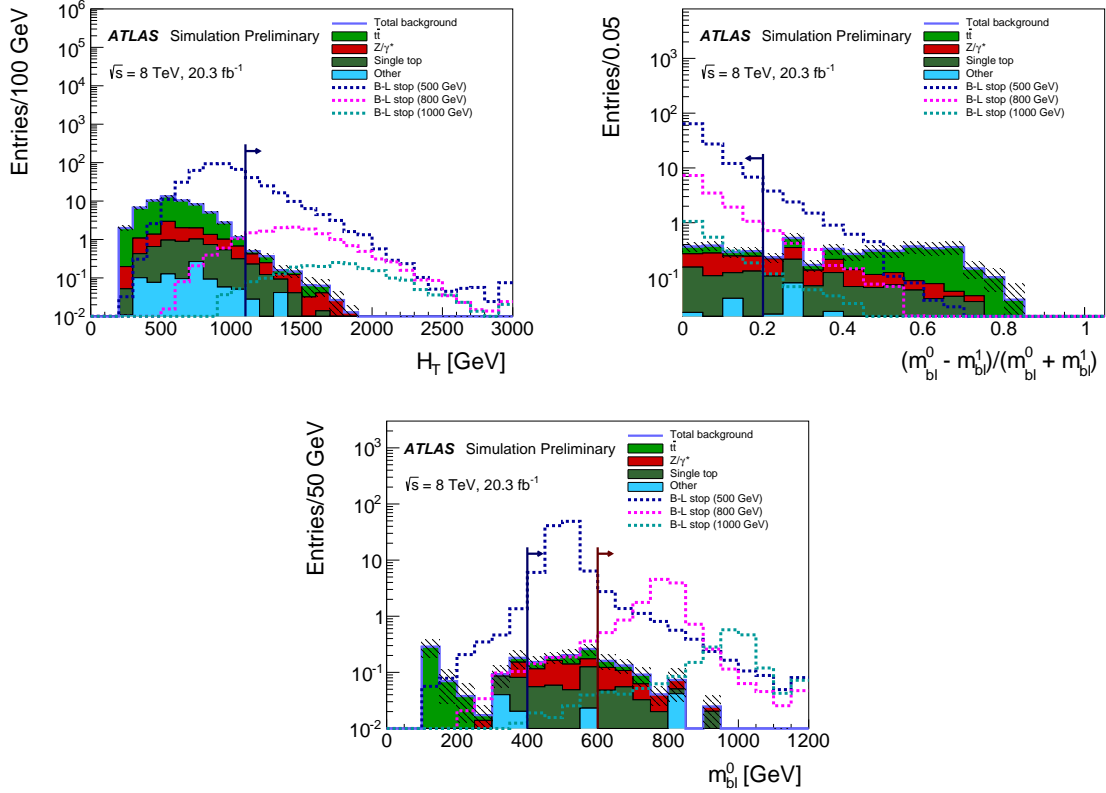 Entries/100 GeV
10⁶
10⁵
10⁴
10³
10²
10
1
10⁻¹
10⁻²
ATLAS Simulation Preliminary
√s = 8 TeV, 20.3 fb⁻¹
Total background
tt̄
Z/γ*
Single top
Other
B-L stop (500 GeV)
B-L stop (800 GeV)
B-L stop (1000 GeV)
0 500 1000 1500 2000 2500 3000
H_T [GeV]
Entries/0.05
10³
10²
10
1
10⁻¹
ATLAS Simulation Preliminary
√s = 8 TeV, 20.3 fb⁻¹
Total background
tt̄
Z/γ*
Single top
Other
B-L stop (500 GeV)
B-L stop (800 GeV)
B-L stop (1000 GeV)
0 0.2 0.4 0.6 0.8 1
(m⁰_bl - m¹_bl)/(m⁰_bl + m¹_bl)
Entries/50 GeV
10³
10²
10
1
10⁻¹
10⁻²
ATLAS Simulation Preliminary
√s = 8 TeV, 20.3 fb⁻¹
Total background
tt̄
Z/γ*
Single top
Other
B-L stop (500 GeV)
B-L stop (800 GeV)
B-L stop (1000 GeV)
0 200 400 600 800 1000 1200
m⁰_bl [GeV]